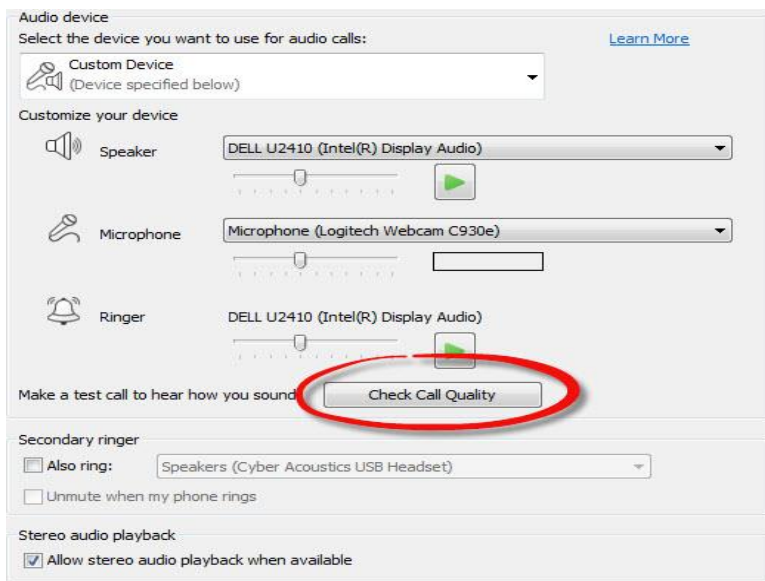 Audio device
Select the device you want to use for audio calls:
Learn More
Custom Device
(Device specified below)
Customize your device
Speaker
DELL U2410 (Intel(R) Display Audio)
Microphone
Microphone (Logitech Webcam C930e)
Ringer
DELL U2410 (Intel(R) Display Audio)
Make a test call to hear how you sound
Check Call Quality
Secondary ringer
Also ring:
Speakers (Cyber Acoustics USB Headset)
Unmute when my phone rings
Stereo audio playback
Allow stereo audio playback when available